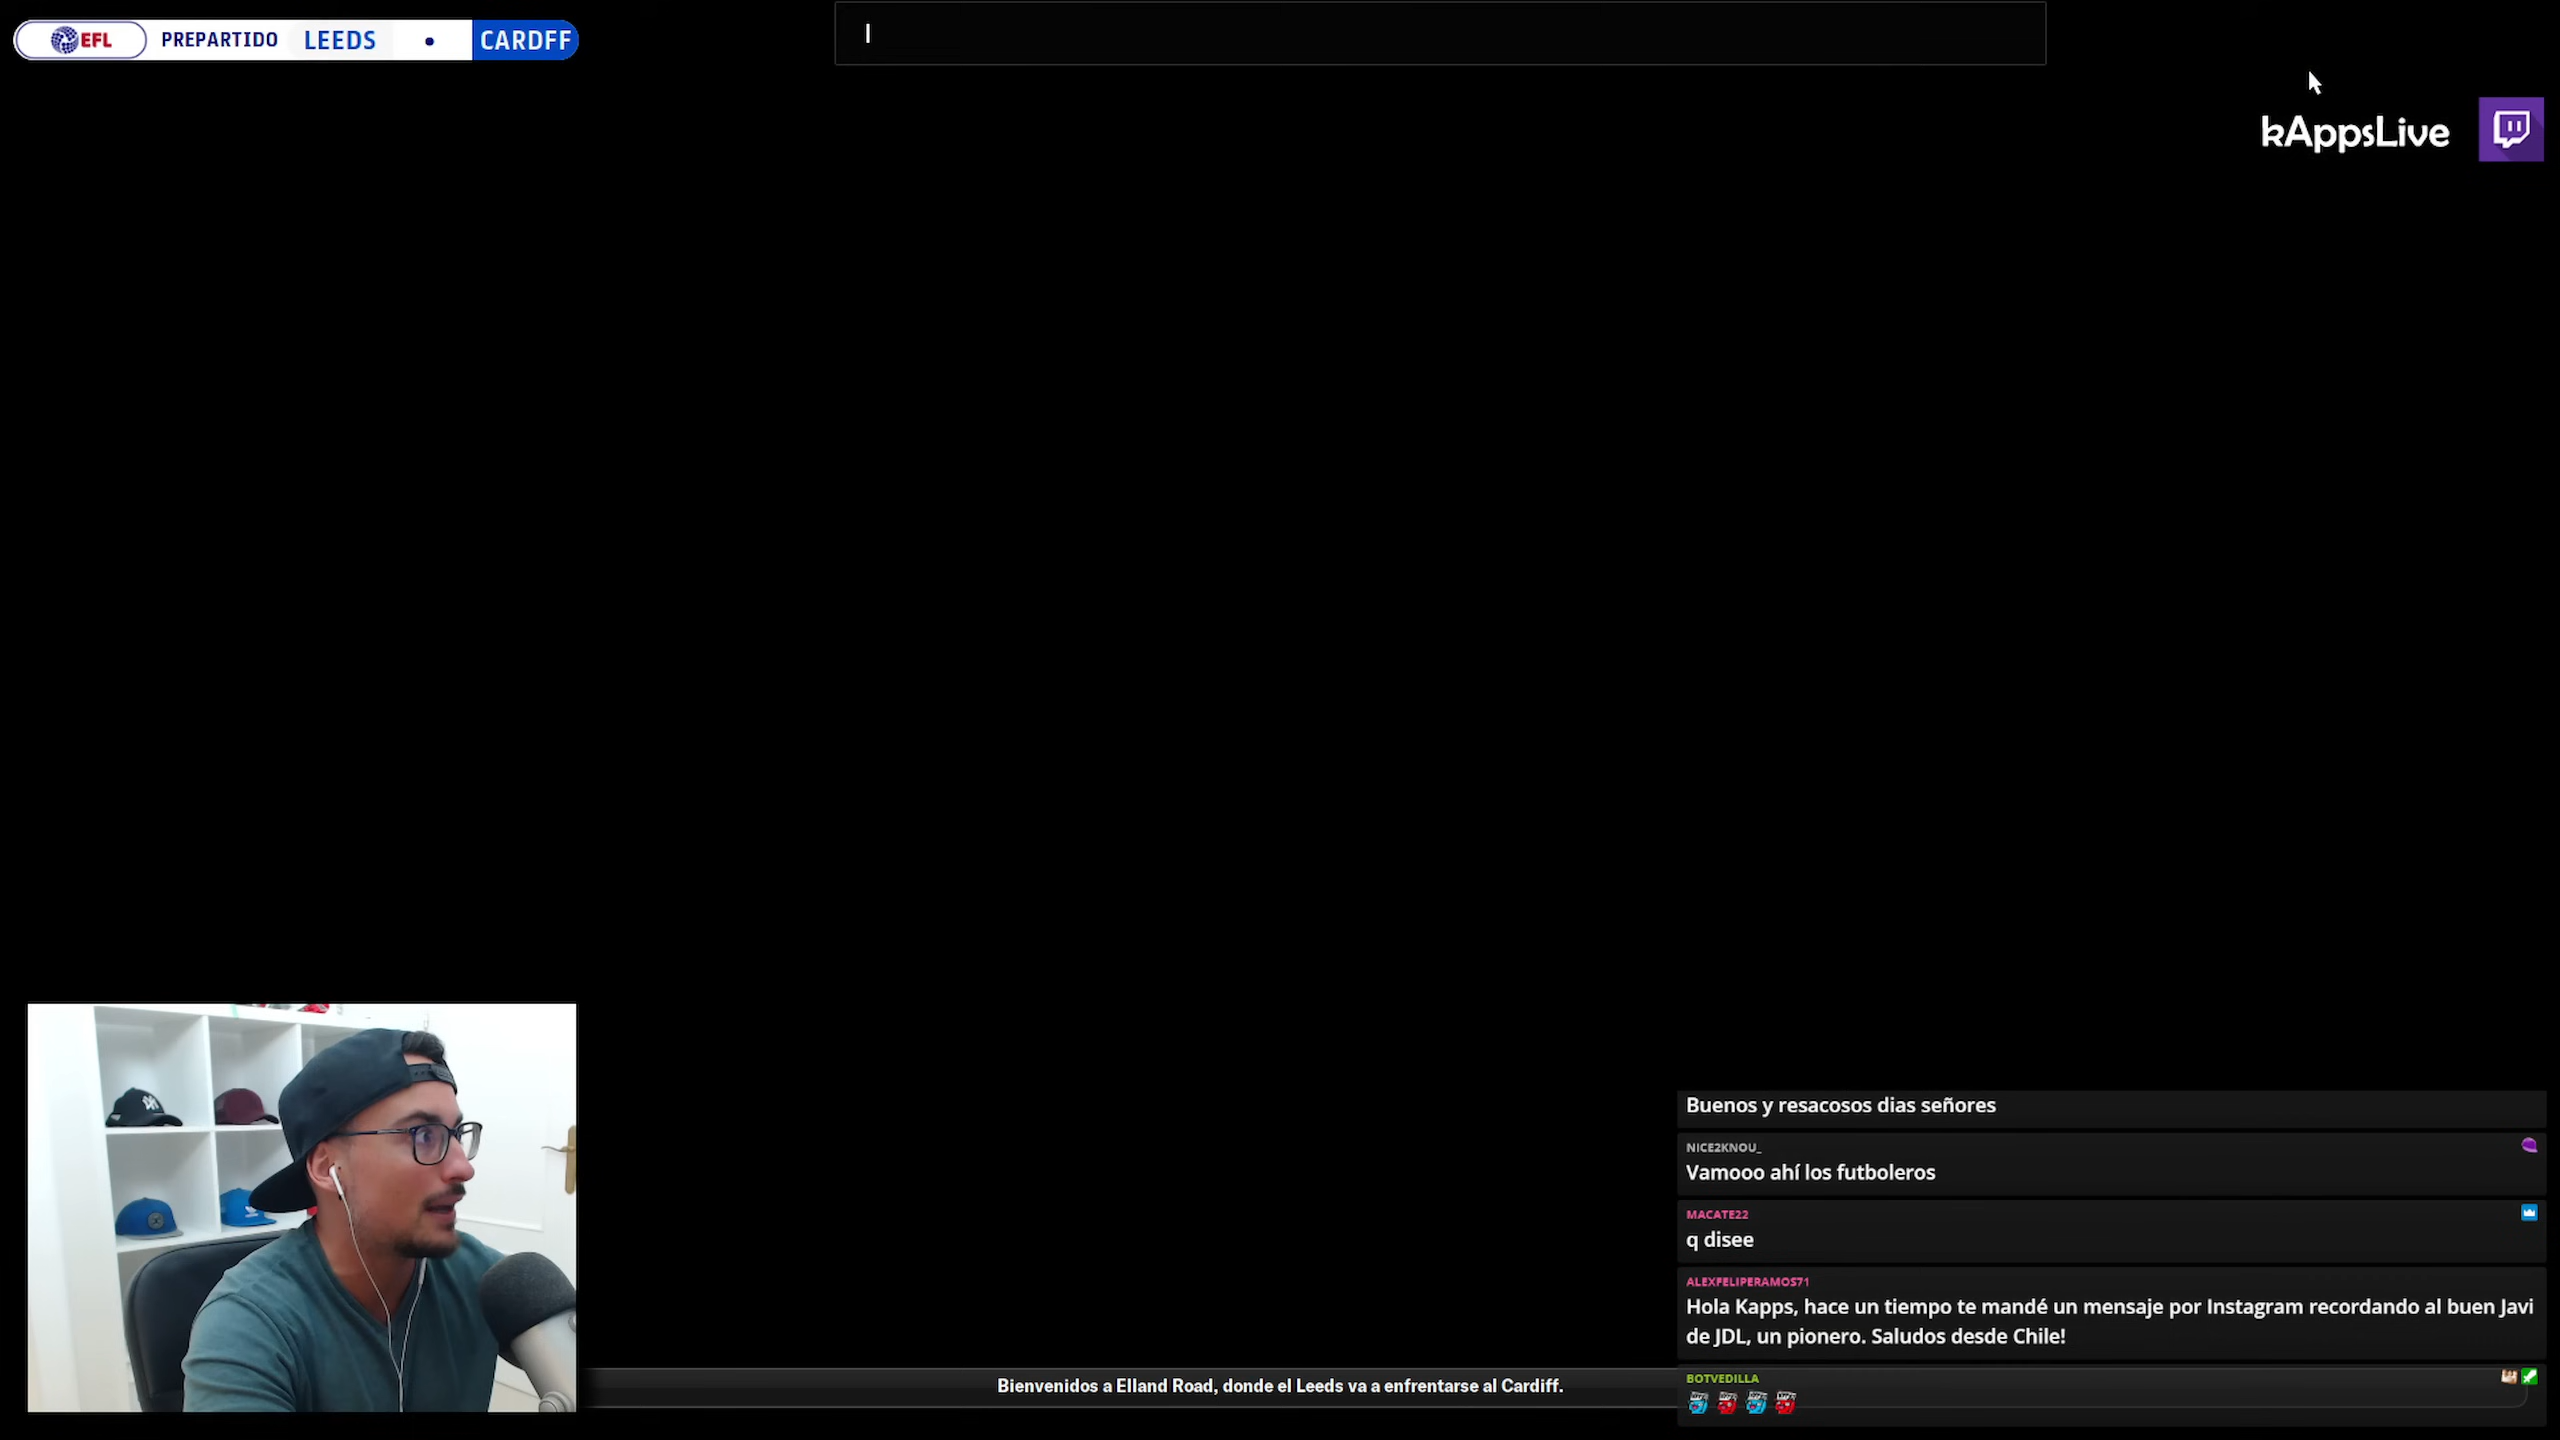 EFL PREPARTIDO LEEDS • CARDFF
kAppsLive
Buenos y resacosos dias señores
NICE2KNOU_
Vamooo ahí los futboleros
MACATE22
q disee
ALEXFELIPERAMOS71
Hola Kapps, hace un tiempo te mandé un mensaje por Instagram recordando al buen Javi
de JDL, un pionero. Saludos desde Chile!
BOTVEDILLA
Bienvenidos a Elland Road, donde el Leeds va a enfrentarse al Cardiff.